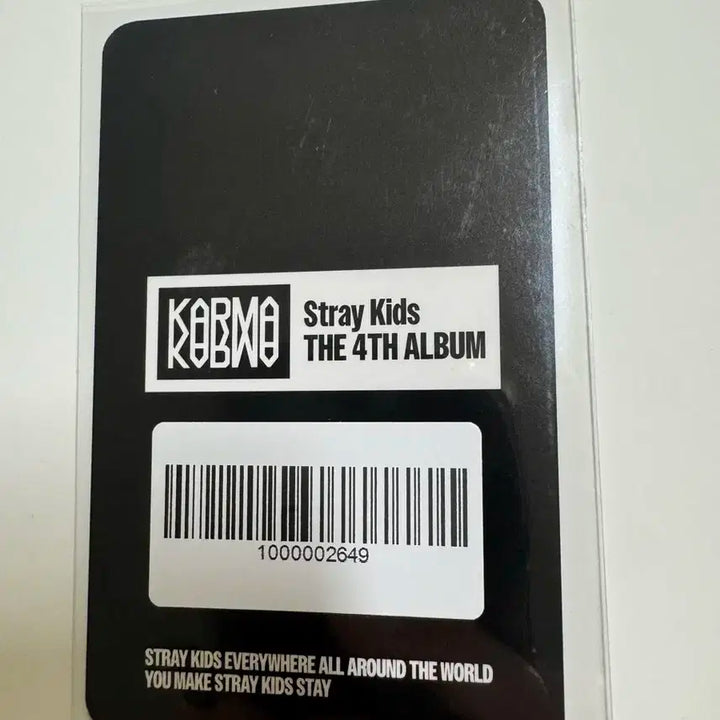 KARMA
Stray Kids
THE 4TH ALBUM
1000002649
STRAY KIDS EVERYWHERE ALL AROUND THE WORLD
YOU MAKE STRAY KIDS STAY